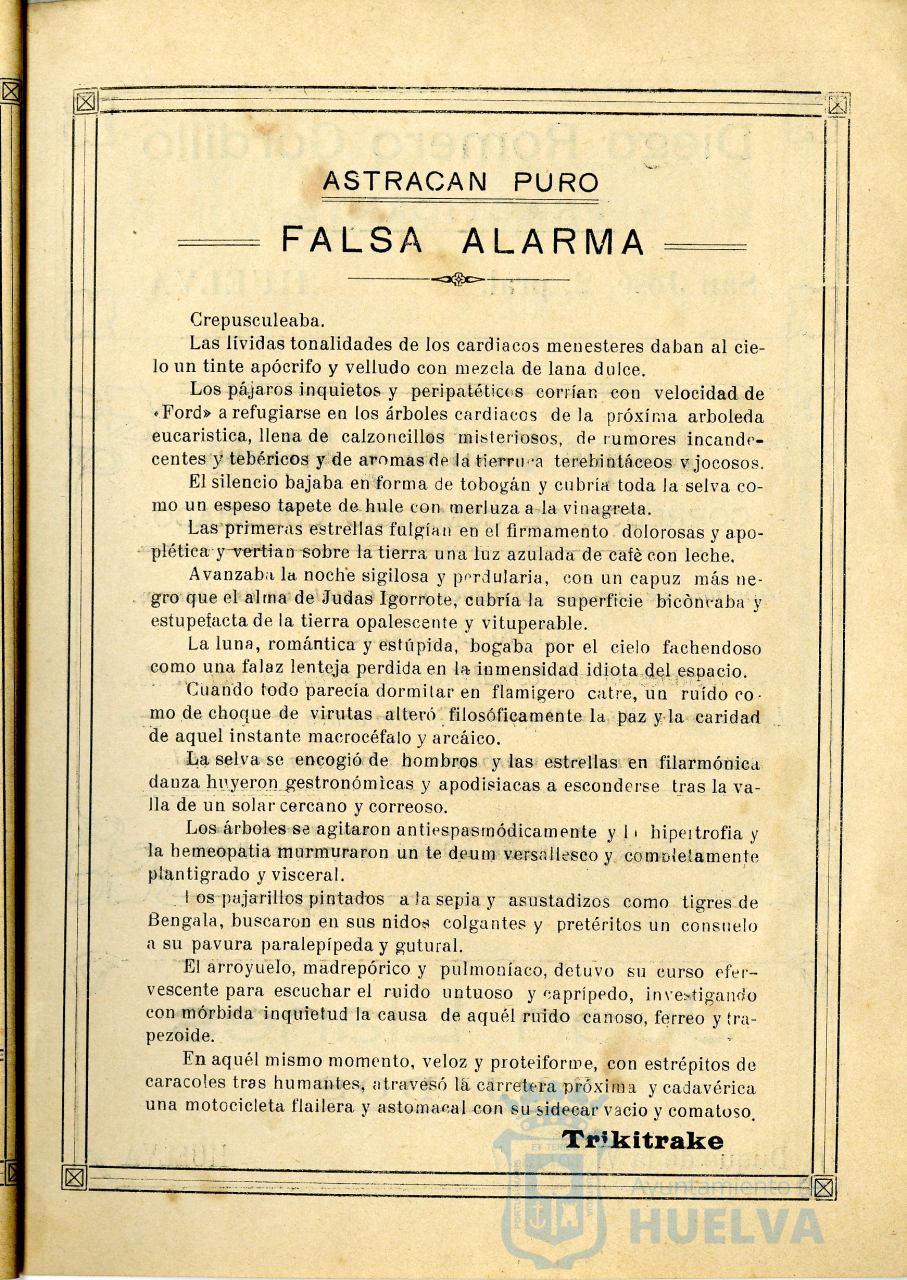 ASTRACAN PURO
FALSA ALARMA
Crepusculeaba.
Las lívidas tonalidades de los cardiacos menesteres daban al cie-
lo un tinte apócrifo y velludo con mezcla de lana dulce.
Los pájaros inquietos y peripatéticos corrían con velocidad de
«Ford» a refugiarse en los árboles cardiacos de la próxima arboleda
eucaristica, llena de calzoncillos misteriosos, de rumores incande-
centes y tebéricos y de aromas de la tierruca terebintáceos y jocosos.
El silencio bajaba en forma de tobogán y cubría toda la selva co-
mo un espeso tapete de hule con merluza a la vinagreta.
Las primeras estrellas fulgían en el firmamento dolorosas y apo-
plética y vertian sobre la tierra una luz azulada de cafè con leche.
Avanzaba la noche sigilosa y perdularia, con un capuz más ne-
gro que el alma de Judas Igorrote, cubría la superficie bicòncaba y
estupefacta de la tierra opalescente y vituperable.
La luna, romántica y estúpida, bogaba por el cielo fachendoso
como una falaz lenteja perdida en la inmensidad idiota del espacio.
Cuando todo parecía dormitar en flamigero catre, un ruído co-
mo de choque de virutas alteró filosóficamente la paz y la caridad
de aquel instante macrocéfalo y arcáico.
La selva se encogió de hombros y las estrellas en filarmónica
danza huyeron gestronómicas y apodisiacas a esconderse tras la va-
lla de un solar cercano y correoso.
Los árboles se agitaron antiespasmódicamente y la hipertrofia y
la hemeopatia murmuraron un te deum versallesco y completamente
plantigrado y visceral.
Los pajarillos pintados a la sepia y asustadizos como tigres de
Bengala, buscaron en sus nidos colgantes y pretéritos un consuelo
a su pavura paralepípeda y gutural.
El arroyuelo, madrepórico y pulmoníaco, detuvo su curso efer-
vescente para escuchar el ruido untuoso y caprípedo, investigando
con mórbida inquietud la causa de aquél ruido canoso, ferreo y tra-
pezoide.
En aquél mismo momento, veloz y proteiforme, con estrépitos de
caracoles tras humantes, atravesó la carretera próxima y cadavérica
una motocicleta flailera y astomacal con su sidecar vacio y comatoso.
Trikitrake
Ayuntamiento de
HUELVA